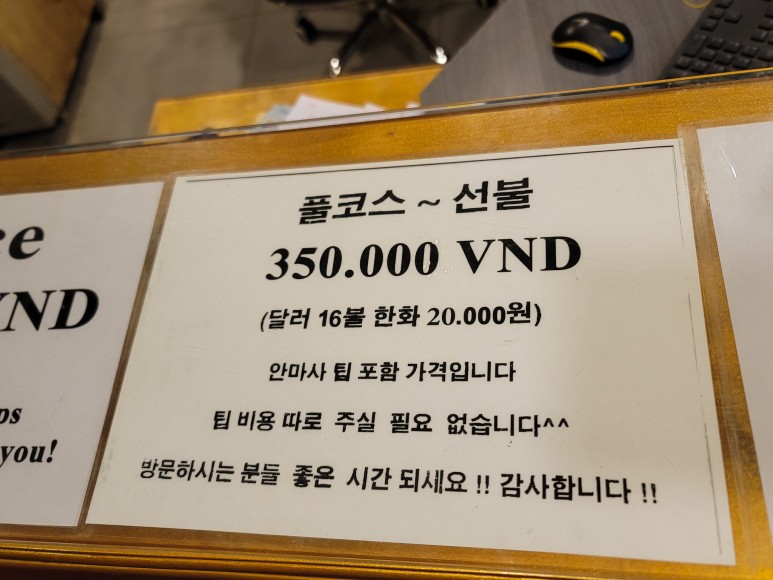 풀코스 ~ 선불
350.000 VND
(달러 16불 한화 20.000원)
안마사 팁 포함 가격입니다
팁 비용 따로 주실 필요 없습니다^^
방문하시는 분들 좋은 시간 되세요 !! 감사합니다 !!
VND
you!